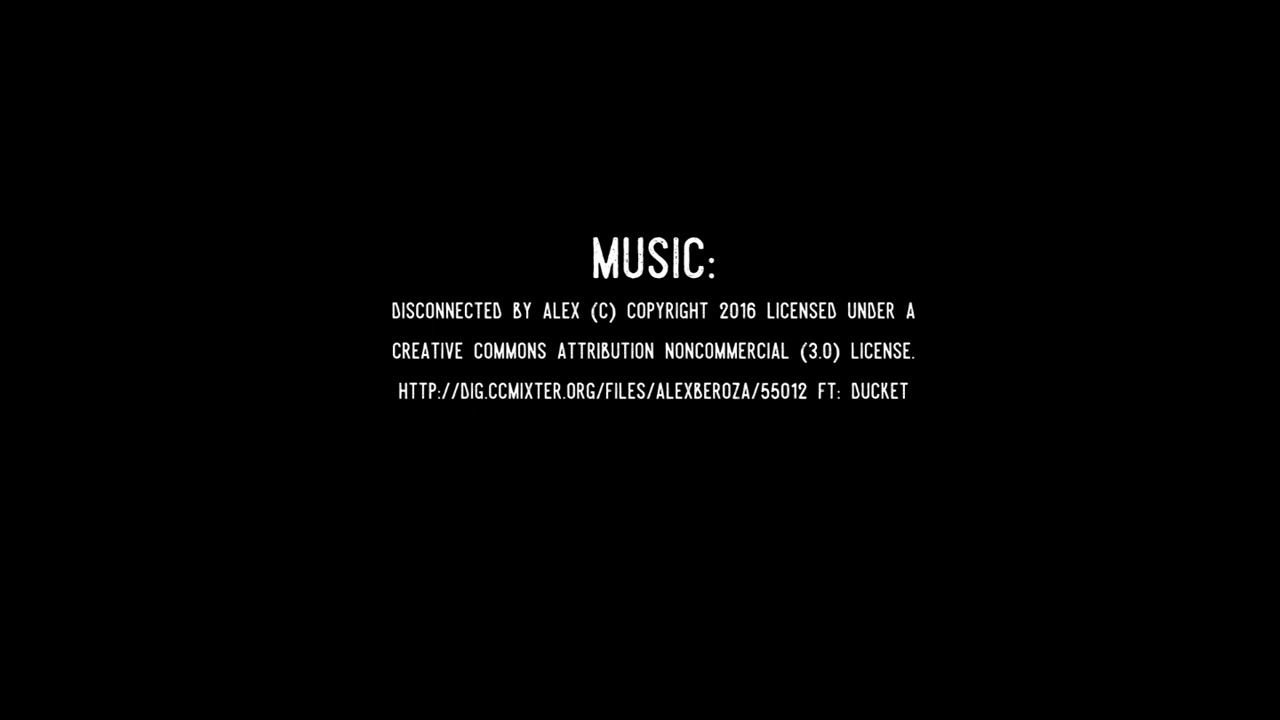 MUSIC:
DISCONNECTED BY ALEX (C) COPYRIGHT 2016 LICENSED UNDER A
CREATIVE COMMONS ATTRIBUTION NONCOMMERCIAL (3.0) LICENSE.
HTTP://DIG.CCMIXTER.ORG/FILES/ALEXBEROZA/55012 FT: DUCKET